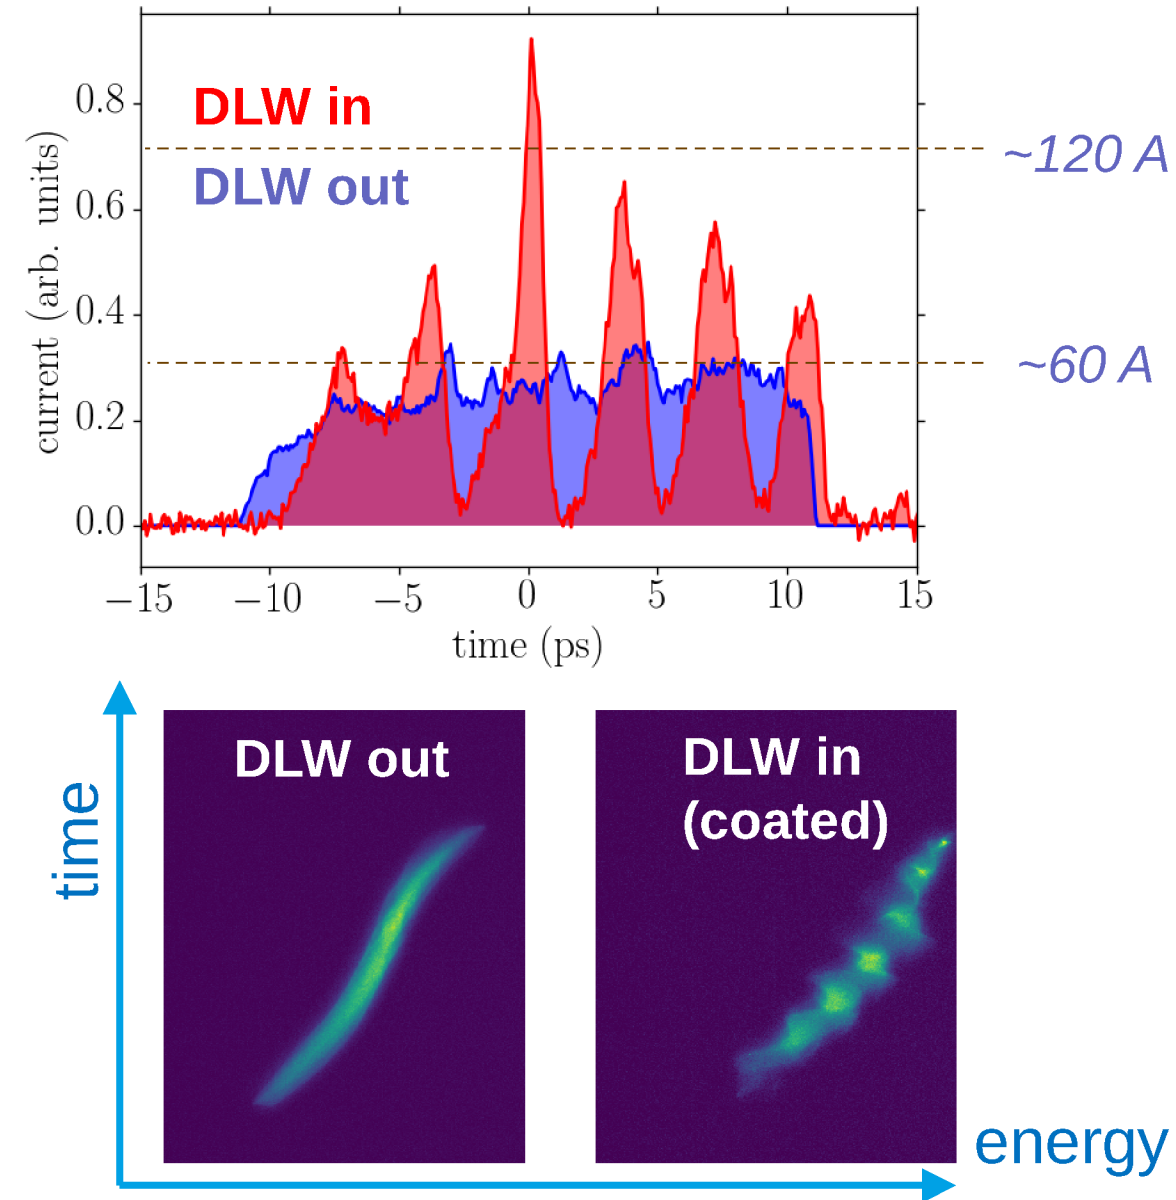 DLW in
DLW out
~120 A
~60 A
current (arb. units)
0.8
0.6
0.4
0.2
0.0
−15 −10 −5 0 5 10 15
time (ps)
DLW out
DLW in
(coated)
time
energy